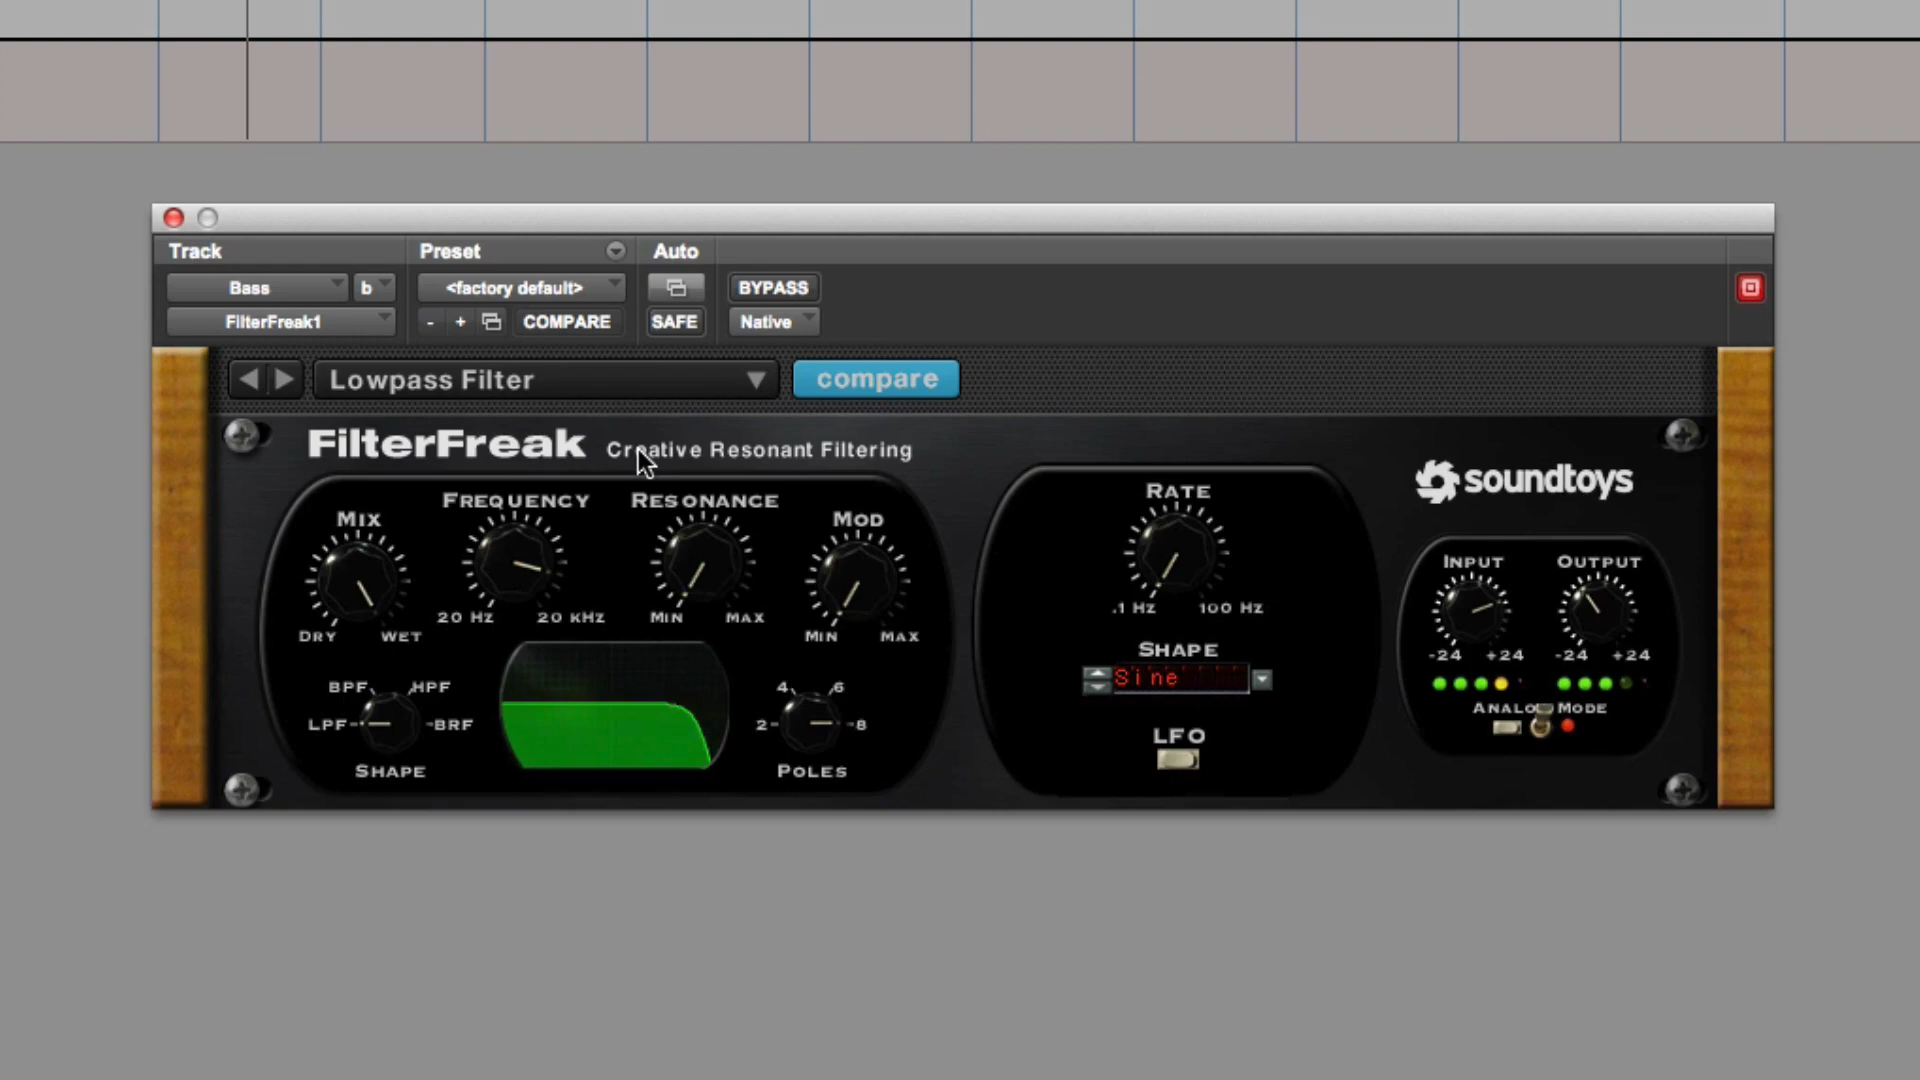 Track Preset Auto
Bass b <factory default> BYPASS
FilterFreak1 - + COMPARE SAFE Native
Lowpass Filter compare
FilterFreak Creative Resonant Filtering
soundtoys
MIX FREQUENCY RESONANCE MOD
20 HZ 20 KHZ MIN MAX
DRY WET MIN MAX
BPF HPF
LPF BRF
SHAPE
4 6
2 8
POLES
RATE
.1 HZ 100 HZ
SHAPE
Sine
LFO
INPUT OUTPUT
-24 +24 -24 +24
ANALOG MODE